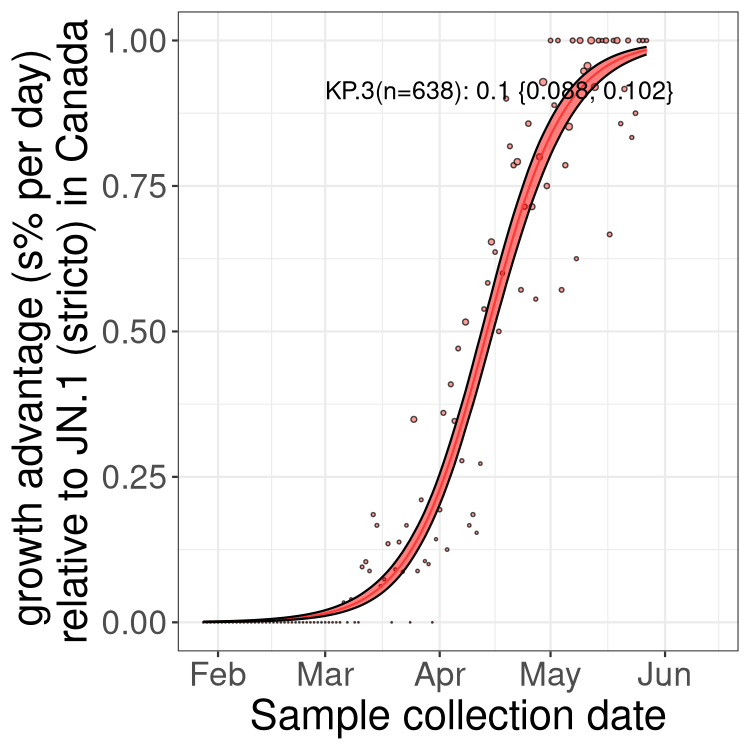 growth advantage (s% per day)
relative to JN.1 (stricto) in Canada
1.00
0.75
0.50
0.25
0.00
KP.3(n=638): 0.1 {0.088, 0.102}
Feb Mar Apr May Jun
Sample collection date